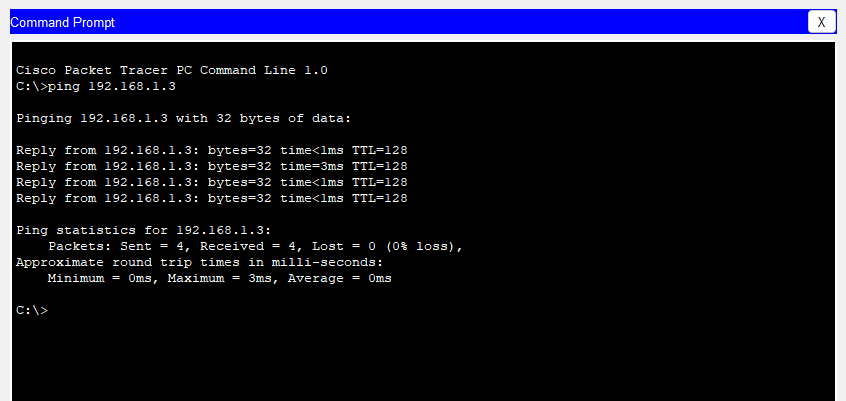 Command Prompt
X
Cisco Packet Tracer PC Command Line 1.0
C:\>ping 192.168.1.3
Pinging 192.168.1.3 with 32 bytes of data:
Reply from 192.168.1.3: bytes=32 time<1ms TTL=128
Reply from 192.168.1.3: bytes=32 time=3ms TTL=128
Reply from 192.168.1.3: bytes=32 time<1ms TTL=128
Reply from 192.168.1.3: bytes=32 time<1ms TTL=128
Ping statistics for 192.168.1.3:
    Packets: Sent = 4, Received = 4, Lost = 0 (0% loss),
Approximate round trip times in milli-seconds:
    Minimum = 0ms, Maximum = 3ms, Average = 0ms
C:\>